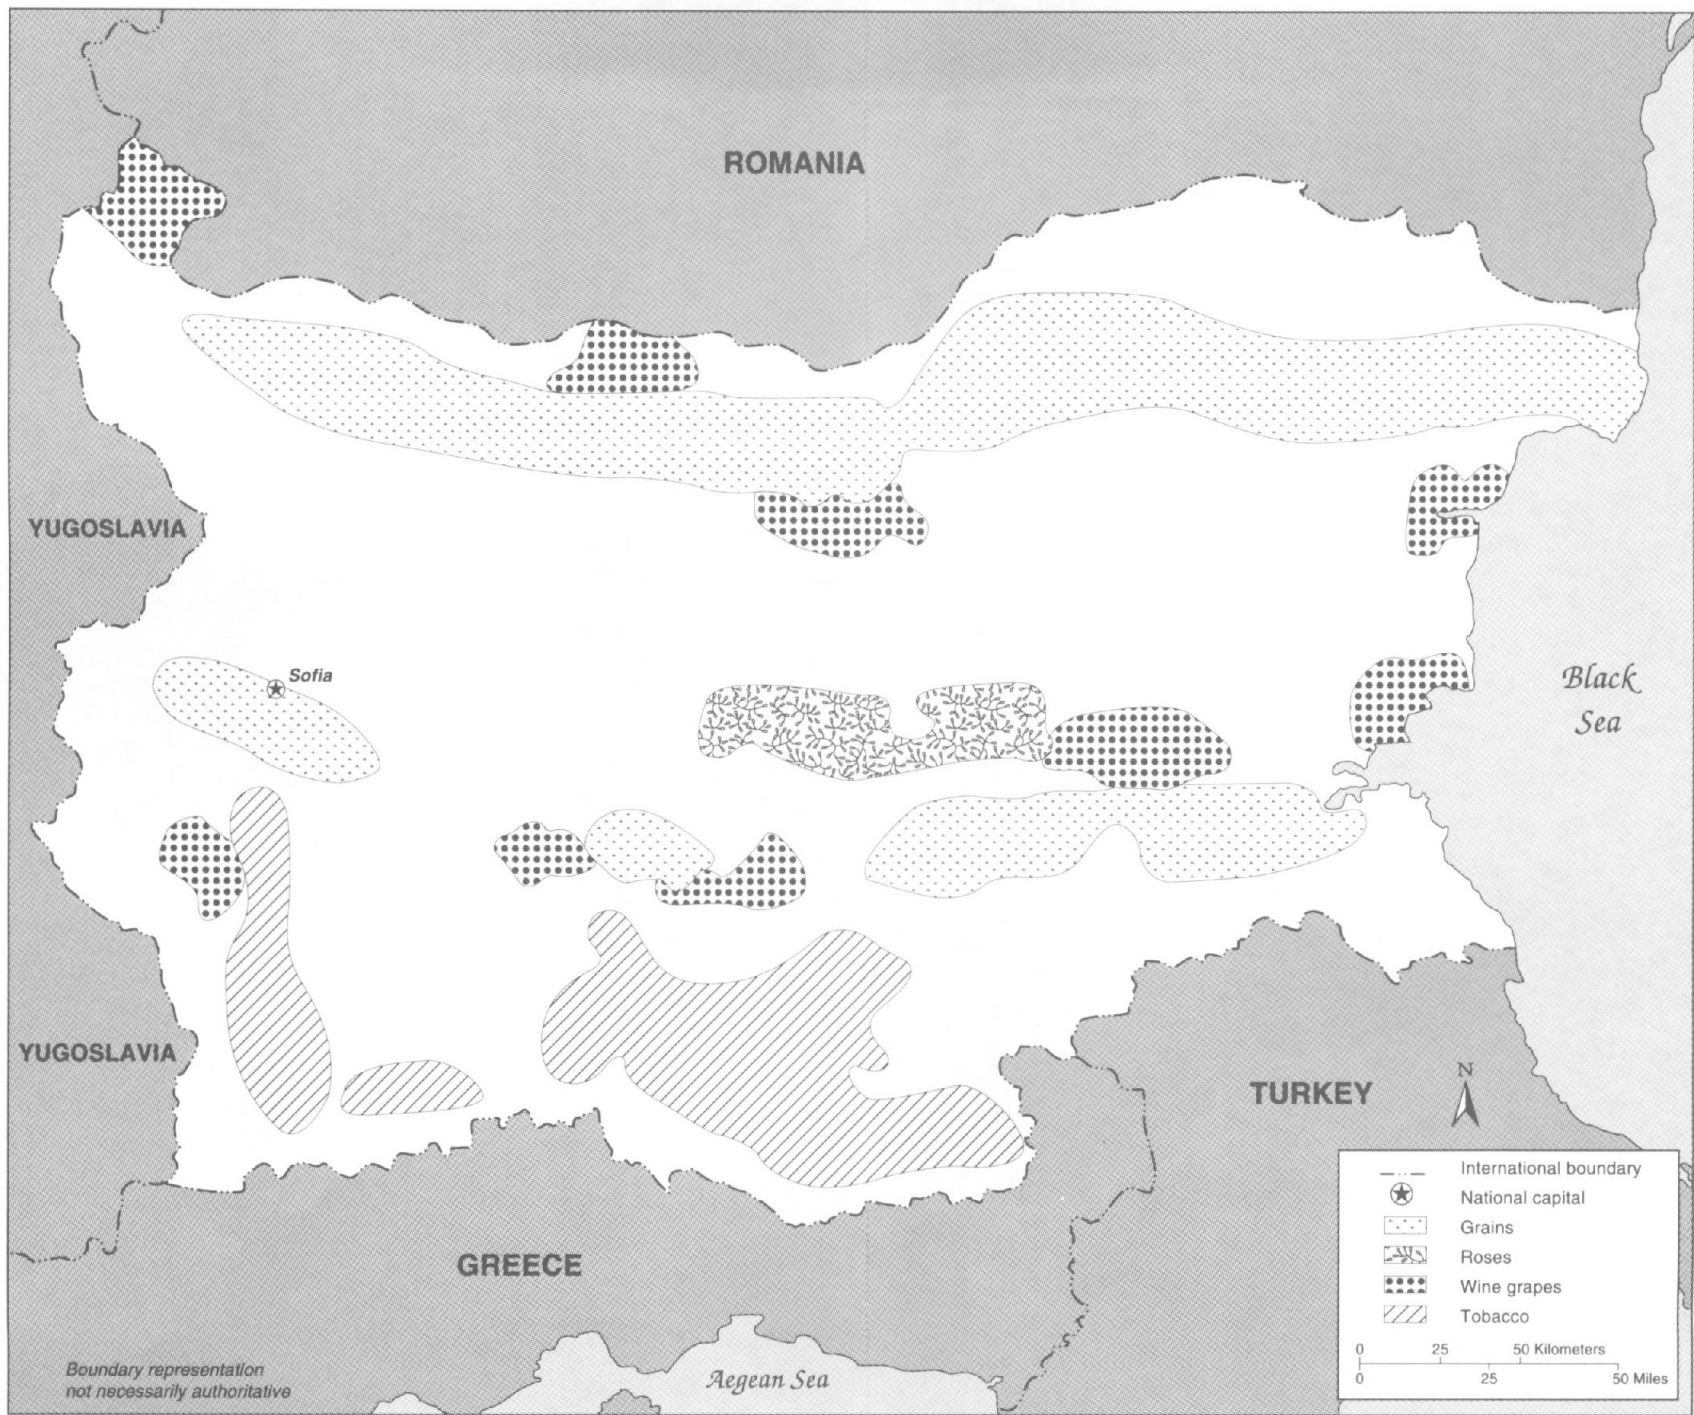 ROMANIA
YUGOSLAVIA
Sofia
Black
Sea
YUGOSLAVIA
N
TURKEY
GREECE
Aegean Sea
Boundary representation
not necessarily authoritative
International boundary
National capital
Grains
Roses
Wine grapes
Tobacco
0 25 50 Kilometers
0 25 50 Miles